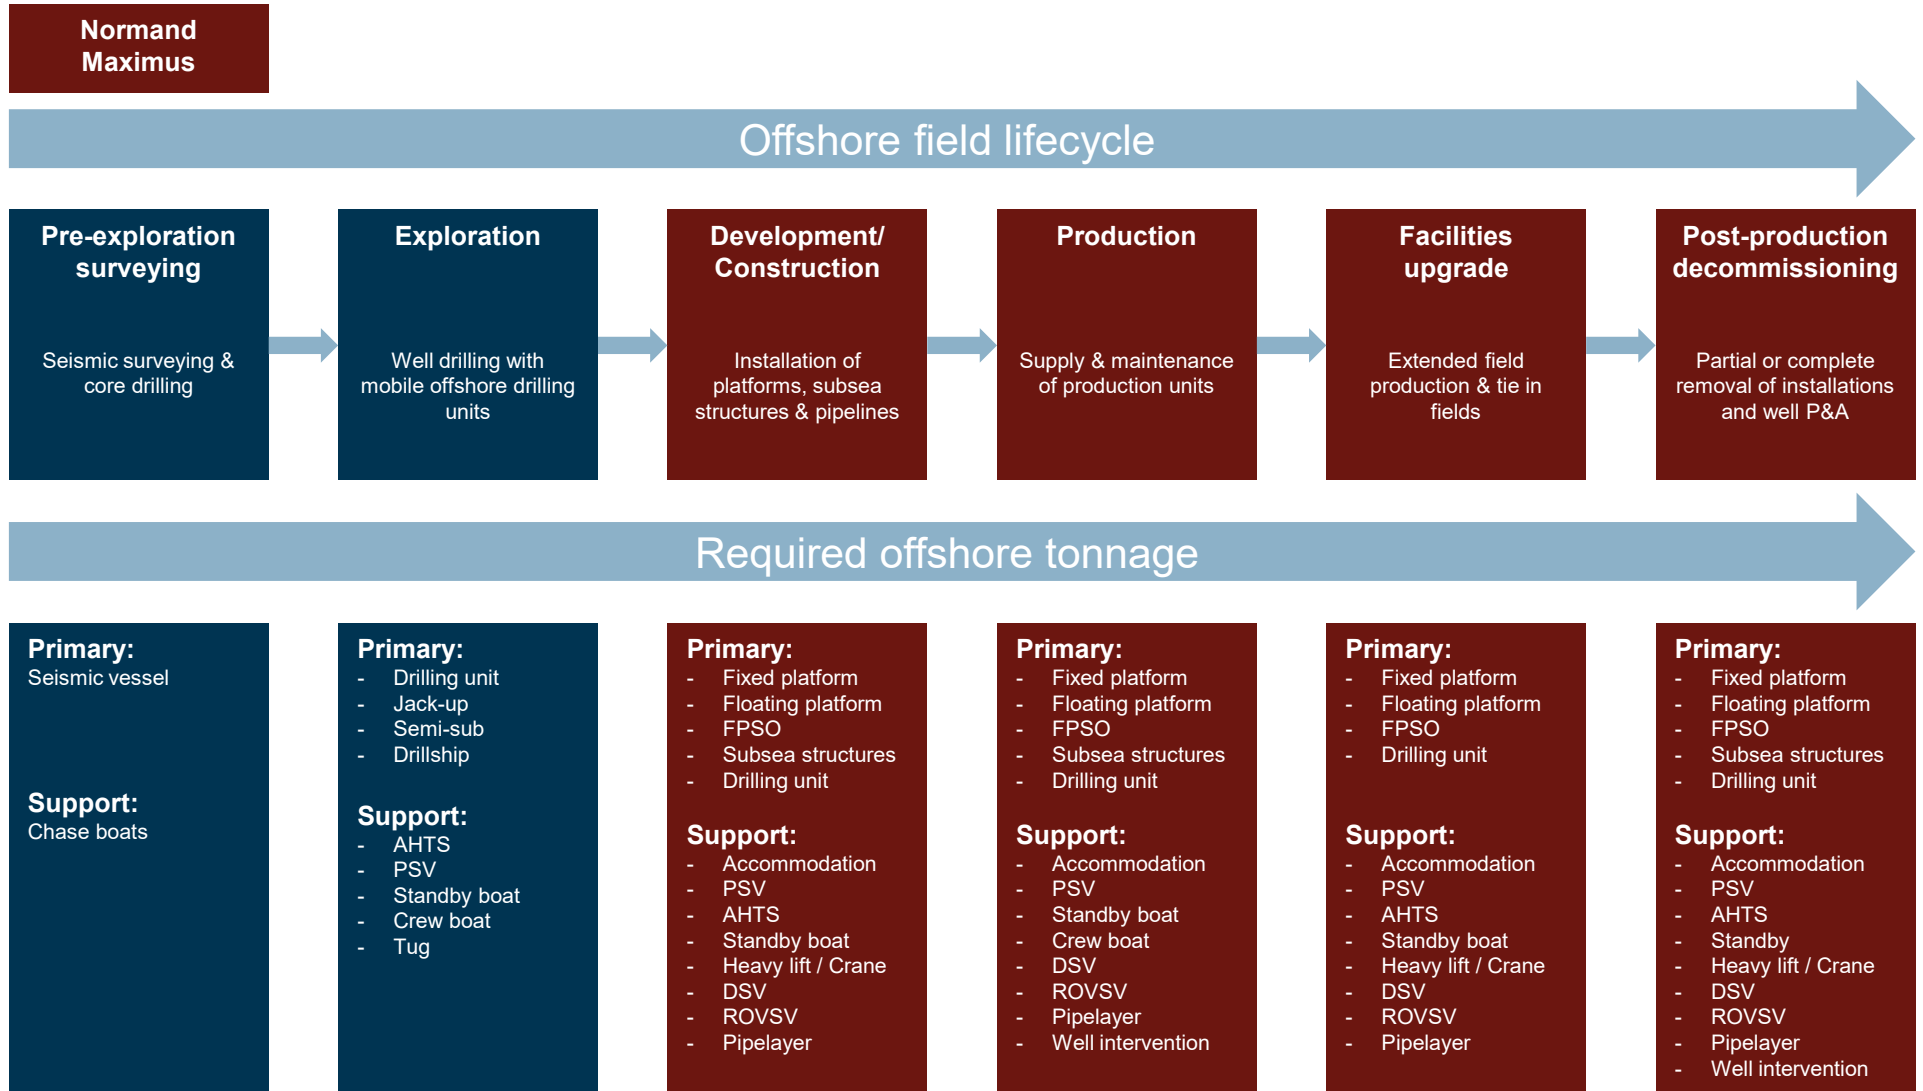 Normand
Maximus
Offshore field lifecycle
Pre-exploration
surveying
Seismic surveying &
core drilling
Exploration
Well drilling with
mobile offshore drilling
units
Development/
Construction
Installation of
platforms, subsea
structures & pipelines
Production
Supply & maintenance
of production units
Facilities
upgrade
Extended field
production & tie in
fields
Post-production
decommissioning
Partial or complete
removal of installations
and well P&A
Required offshore tonnage
Primary:
Seismic vessel
Support:
Chase boats
Primary:
- Drilling unit
- Jack-up
- Semi-sub
- Drillship
Support:
- AHTS
- PSV
- Standby boat
- Crew boat
- Tug
Primary:
- Fixed platform
- Floating platform
- FPSO
- Subsea structures
- Drilling unit
Support:
- Accommodation
- PSV
- AHTS
- Standby boat
- Heavy lift / Crane
- DSV
- ROVSV
- Pipelayer
Primary:
- Fixed platform
- Floating platform
- FPSO
- Subsea structures
- Drilling unit
Support:
- Accommodation
- PSV
- Standby boat
- Crew boat
- DSV
- ROVSV
- Pipelayer
- Well intervention
Primary:
- Fixed platform
- Floating platform
- FPSO
- Drilling unit
Support:
- Accommodation
- PSV
- AHTS
- Standby boat
- Heavy lift / Crane
- DSV
- ROVSV
- Pipelayer
Primary:
- Fixed platform
- Floating platform
- FPSO
- Subsea structures
- Drilling unit
Support:
- Accommodation
- PSV
- AHTS
- Standby
- Heavy lift / Crane
- DSV
- ROVSV
- Pipelayer
- Well intervention